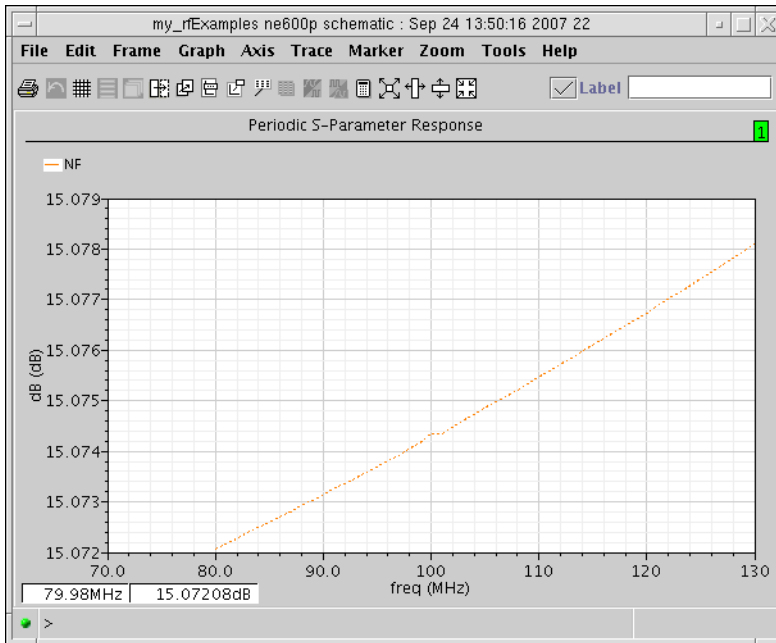 my_rfExamples ne600p schematic : Sep 24 13:50:16 2007 22
File Edit Frame Graph Axis Trace Marker Zoom Tools Help
Label
Periodic S-Parameter Response
1
NF
15.079
15.078
15.077
15.076
15.075
15.074
15.073
15.072
dB (dB)
70.0 80.0 90.0 100 110 120 130
freq (MHz)
79.98MHz 15.07208dB
>